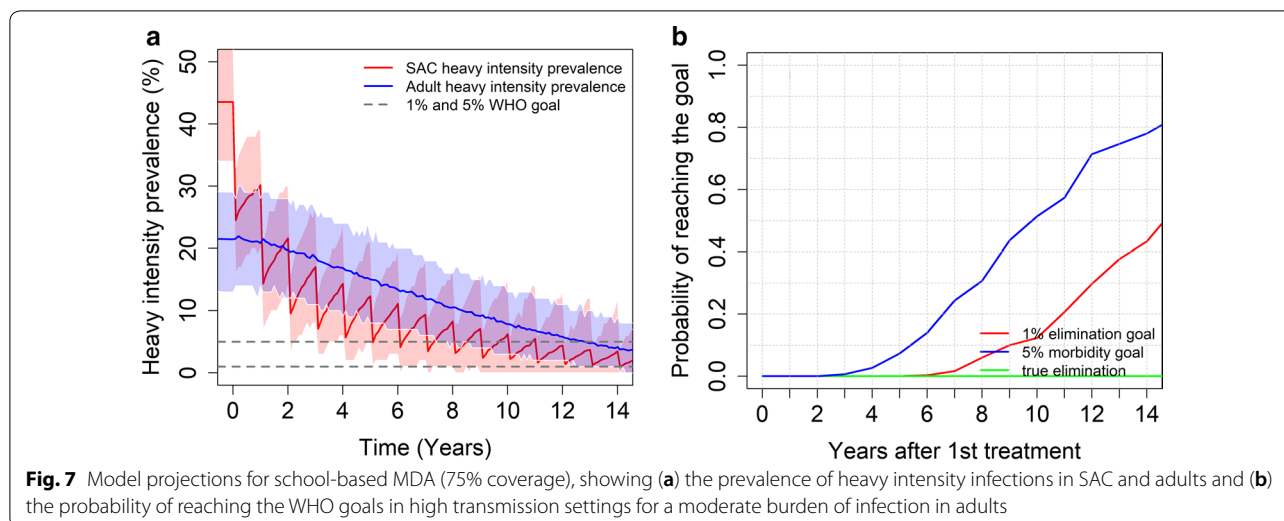 a
Heavy intensity prevalence (%)
50
40
30
20
10
0
SAC heavy intensity prevalence
Adult heavy intensity prevalence
1% and 5% WHO goal
0 2 4 6 8 10 12 14
Time (Years)
b
Probability of reaching the goal
1.0
0.8
0.6
0.4
0.2
0.0
1% elimination goal
5% morbidity goal
true elimination
0 2 4 6 8 10 12 14
Years after 1st treatment
Fig. 7 Model projections for school-based MDA (75% coverage), showing (a) the prevalence of heavy intensity infections in SAC and adults and (b)
the probability of reaching the WHO goals in high transmission settings for a moderate burden of infection in adults